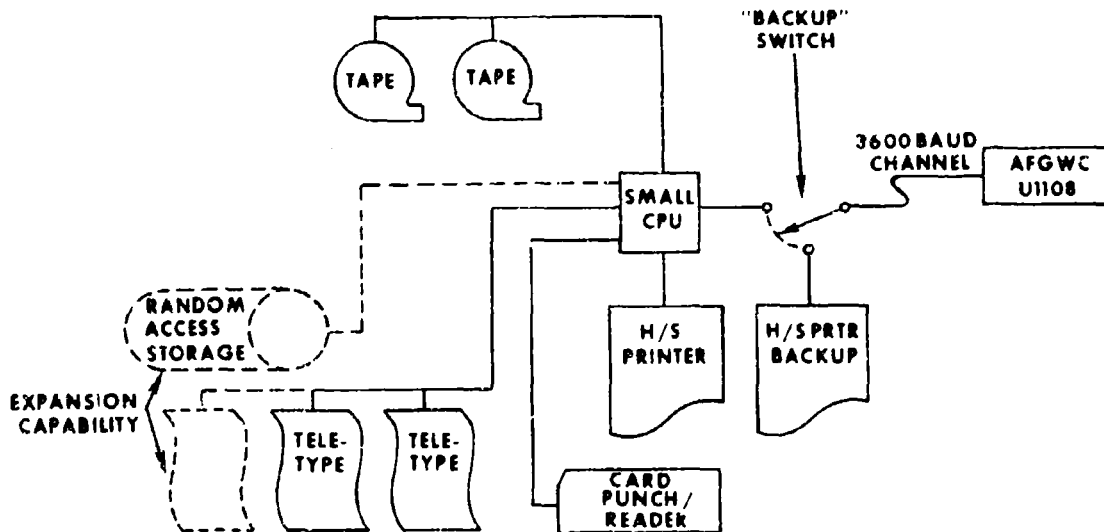 "BACKUP"
SWITCH
TAPE
TAPE
3600 BAUD
CHANNEL
AFGWC
U1108
SMALL
CPU
RANDOM
ACCESS
STORAGE
H/S
PRINTER
H/S PRTR
BACKUP
EXPANSION
CAPABILITY
TELE-
TYPE
TELE-
TYPE
CARD
PUNCH/
READER